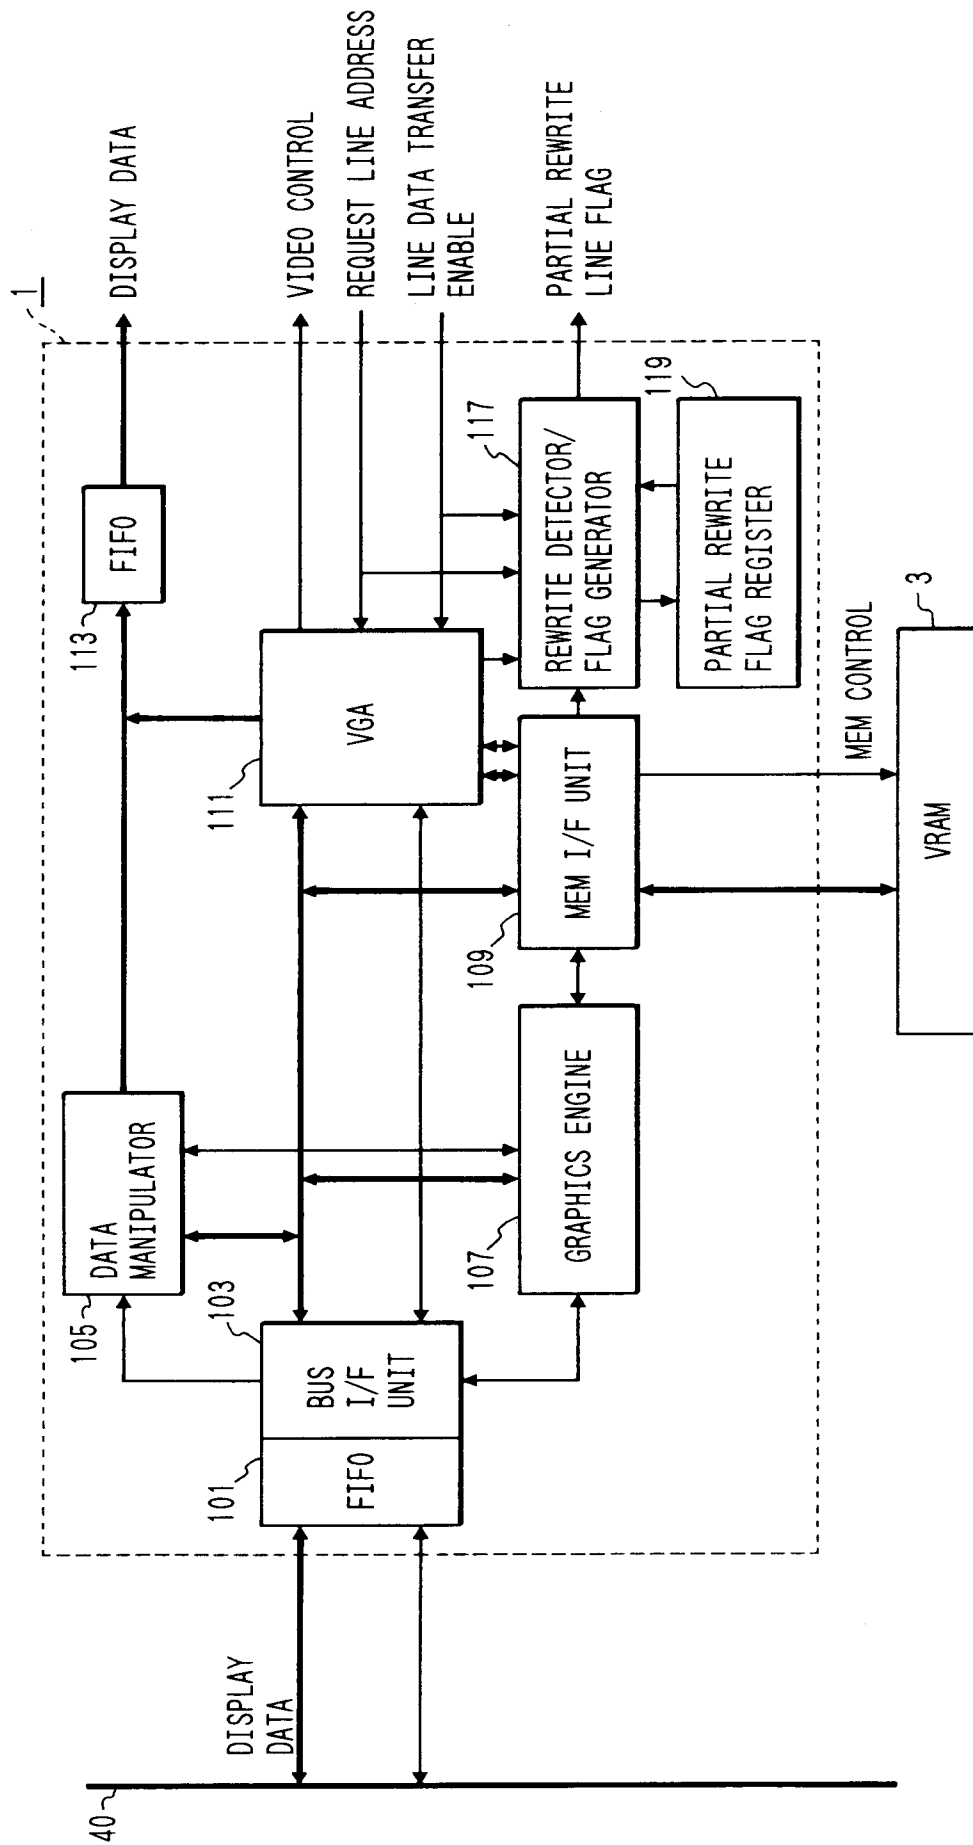 1
DISPLAY DATA
VIDEO CONTROL
REQUEST LINE ADDRESS
LINE DATA TRANSFER
ENABLE
PARTIAL REWRITE
LINE FLAG
113
FIFO
105
DATA
MANIPULATOR
111
VGA
117
REWRITE DETECTOR/
FLAG GENERATOR
119
PARTIAL REWRITE
FLAG REGISTER
101
FIFO
103
BUS
I/F
UNIT
107
GRAPHICS ENGINE
109
MEM I/F UNIT
MEM CONTROL
3
VRAM
DISPLAY
DATA
40